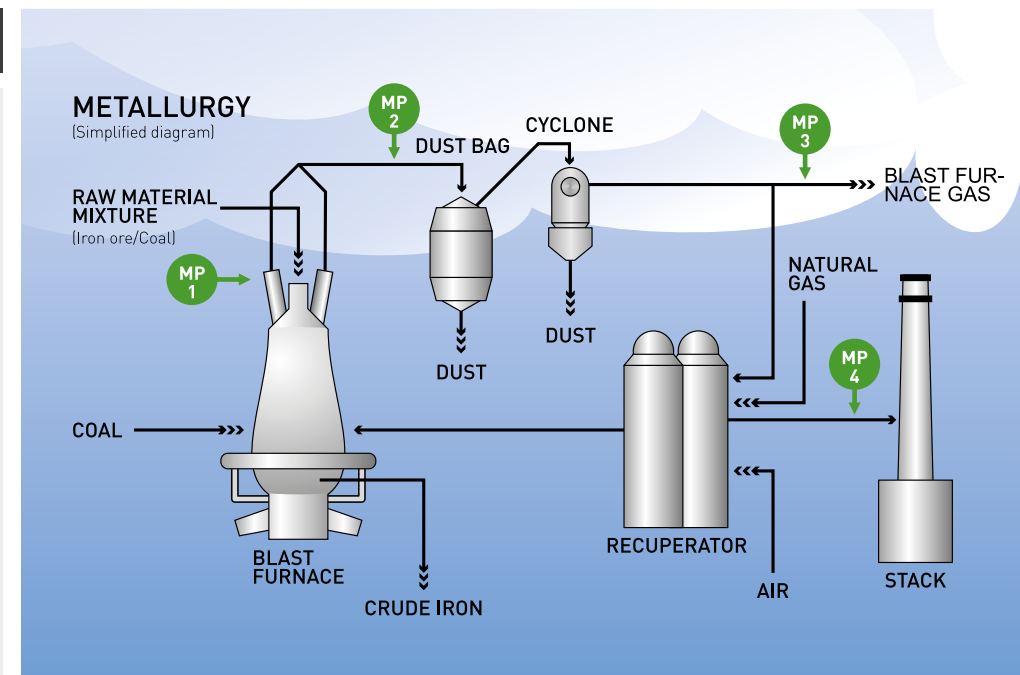 METALLURGY
(Simplified diagram)
MP
2
DUST BAG
CYCLONE
MP
3
BLAST FUR-
NACE GAS
RAW MATERIAL
MIXTURE
(Iron ore/Coal)
MP
1
NATURAL
GAS
DUST
DUST
MP
4
COAL
BLAST
FURNACE
CRUDE IRON
RECUPERATOR
AIR
STACK